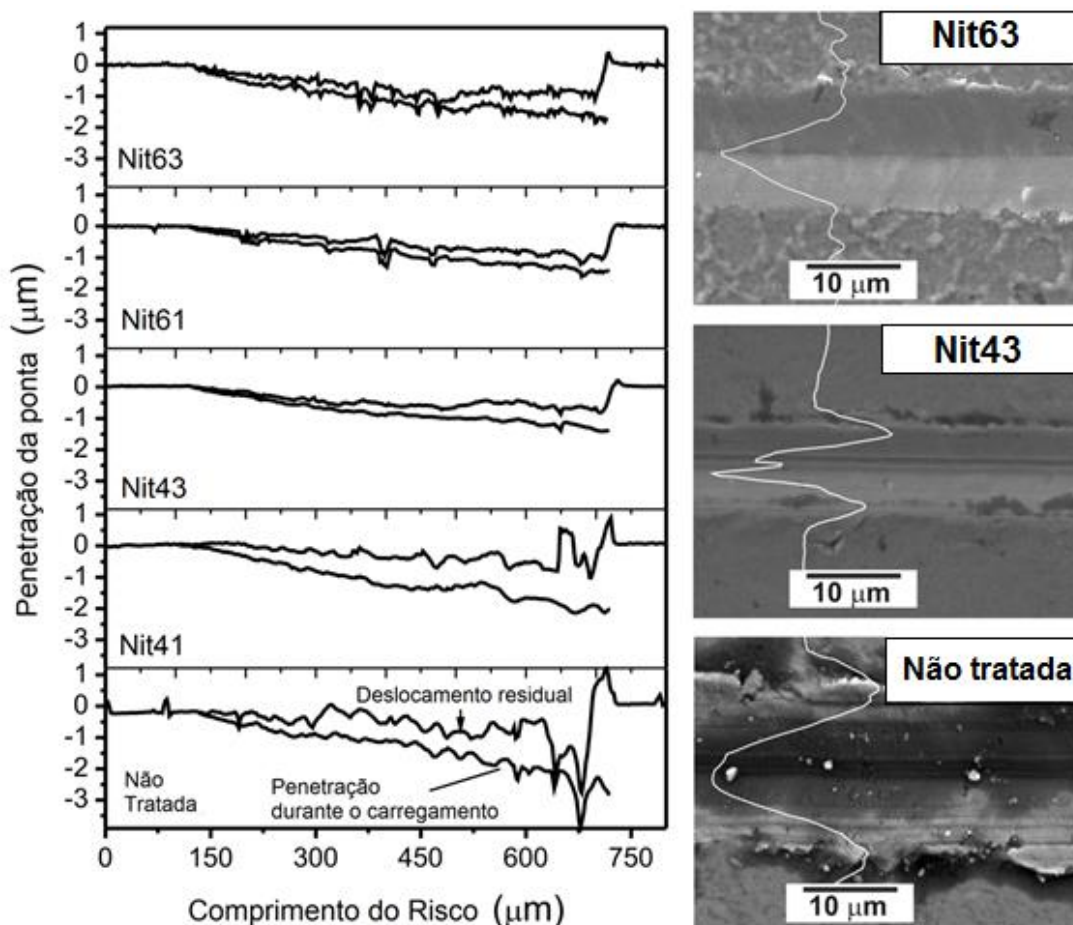 1
0
-1
-2
-3
Nit63
0
-1
-2
-3
Nit61
0
-1
-2
-3
Nit43
1
0
-1
-2
-3
Nit41
1
0
-1
-2
-3
Deslocamento residual
Não
Tratada
Penetração
durante o carregamento
0 150 300 450 600 750
Comprimento do Risco (μm)
Penetração da ponta (μm)
Nit63
10 μm
Nit43
10 μm
Não tratada
10 μm